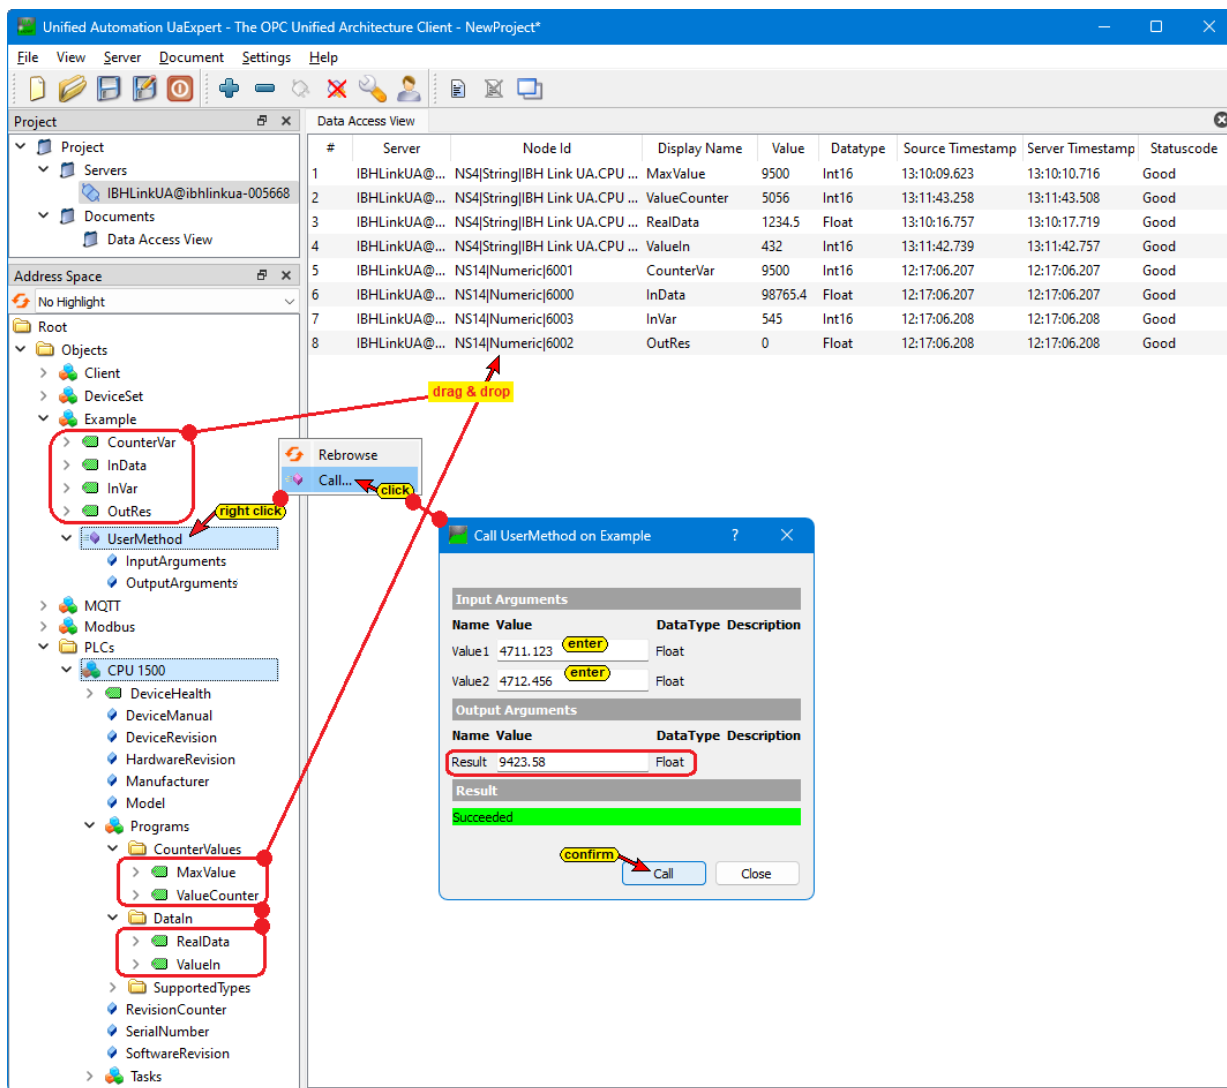 Unified Automation UaExpert - The OPC Unified Architecture Client - NewProject*
File View Server Document Settings Help
Project
Project
Servers
IBHLinkUA@ibhlinkua-005668
Documents
Data Access View
Address Space
No Highlight
Root
Objects
Client
DeviceSet
Example
CounterVar
InData
InVar
OutRes
right click
UserMethod
InputArguments
OutputArguments
MQTT
Modbus
PLCs
CPU 1500
DeviceHealth
DeviceManual
DeviceRevision
HardwareRevision
Manufacturer
Model
Programs
CounterValues
MaxValue
ValueCounter
DataIn
RealData
ValueIn
SupportedTypes
RevisionCounter
SerialNumber
SoftwareRevision
Tasks
Data Access View
# Server Node Id Display Name Value Datatype Source Timestamp Server Timestamp Statuscode
1 IBHLinkUA@... NS4|String|IBH Link UA.CPU ... MaxValue 9500 Int16 13:10:09.623 13:10:10.716 Good
2 IBHLinkUA@... NS4|String|IBH Link UA.CPU ... ValueCounter 5056 Int16 13:11:43.258 13:11:43.508 Good
3 IBHLinkUA@... NS4|String|IBH Link UA.CPU ... RealData 1234.5 Float 13:10:16.757 13:10:17.719 Good
4 IBHLinkUA@... NS4|String|IBH Link UA.CPU ... ValueIn 432 Int16 13:11:42.739 13:11:42.757 Good
5 IBHLinkUA@... NS14|Numeric|6001 CounterVar 9500 Int16 12:17:06.207 12:17:06.207 Good
6 IBHLinkUA@... NS14|Numeric|6000 InData 98765.4 Float 12:17:06.207 12:17:06.207 Good
7 IBHLinkUA@... NS14|Numeric|6003 InVar 545 Int16 12:17:06.208 12:17:06.208 Good
8 IBHLinkUA@... NS14|Numeric|6002 OutRes 0 Float 12:17:06.208 12:17:06.208 Good
drag & drop
Rebrowse
Call...
click
Call UserMethod on Example ?
Input Arguments
Name Value DataType Description
Value1 4711.123 enter Float
Value2 4712.456 enter Float
Output Arguments
Name Value DataType Description
Result 9423.58 Float
Result
Succeeded
confirm
Call Close